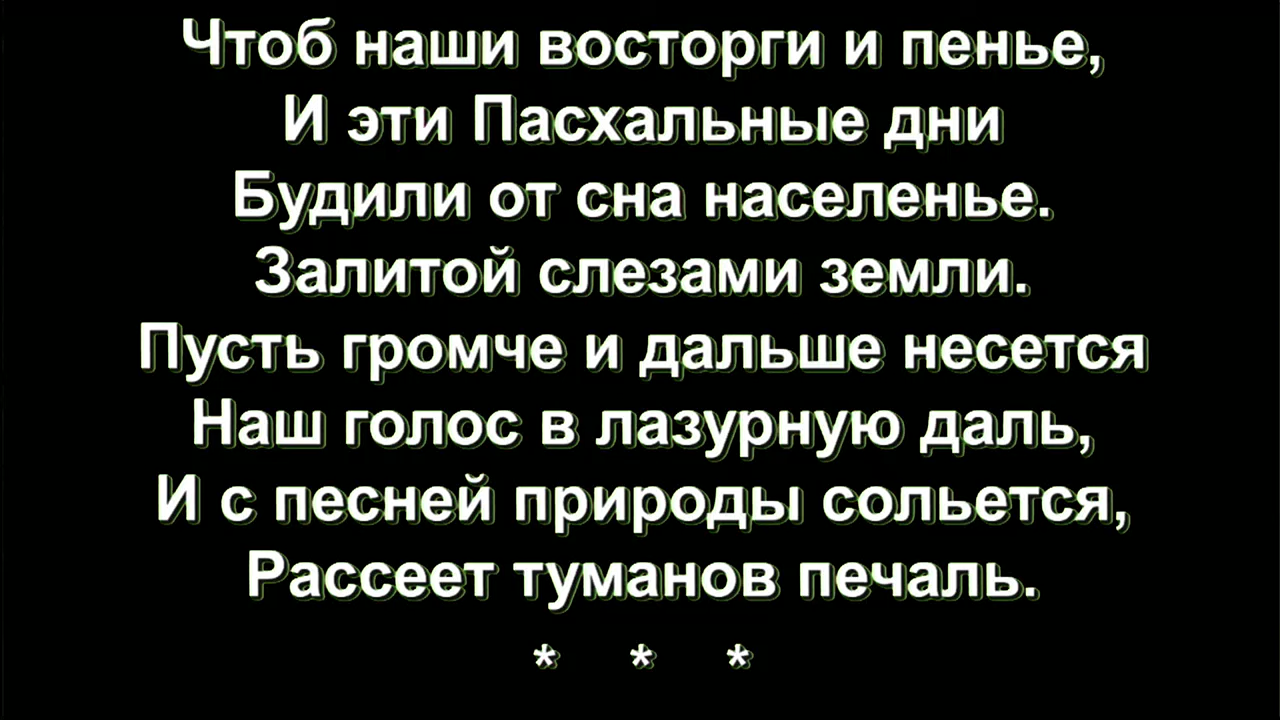 Чтоб наши восторги и пенье,
И эти Пасхальные дни
Будили от сна населенье.
Залитой слезами земли.
Пусть громче и дальше несется
Наш голос в лазурную даль,
И с песней природы сольется,
Рассеет туманов печаль.
* * *